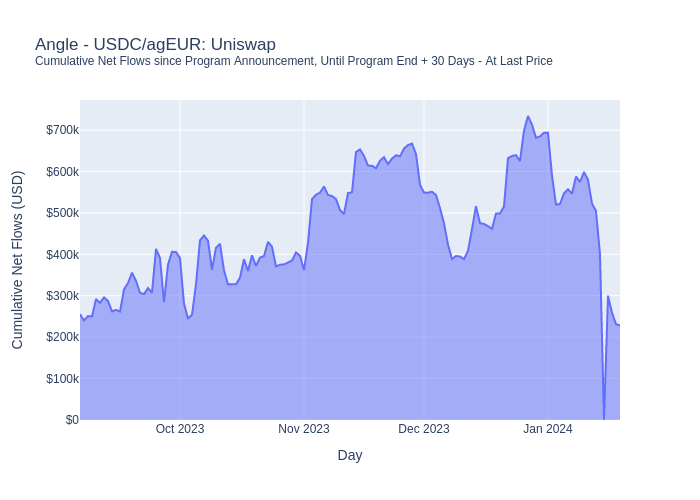 Angle - USDC/agEUR: Uniswap
Cumulative Net Flows since Program Announcement, Until Program End + 30 Days - At Last Price
Cumulative Net Flows (USD)
$700k
$600k
$500k
$400k
$300k
$200k
$100k
$0
Oct 2023
Nov 2023
Dec 2023
Jan 2024
Day